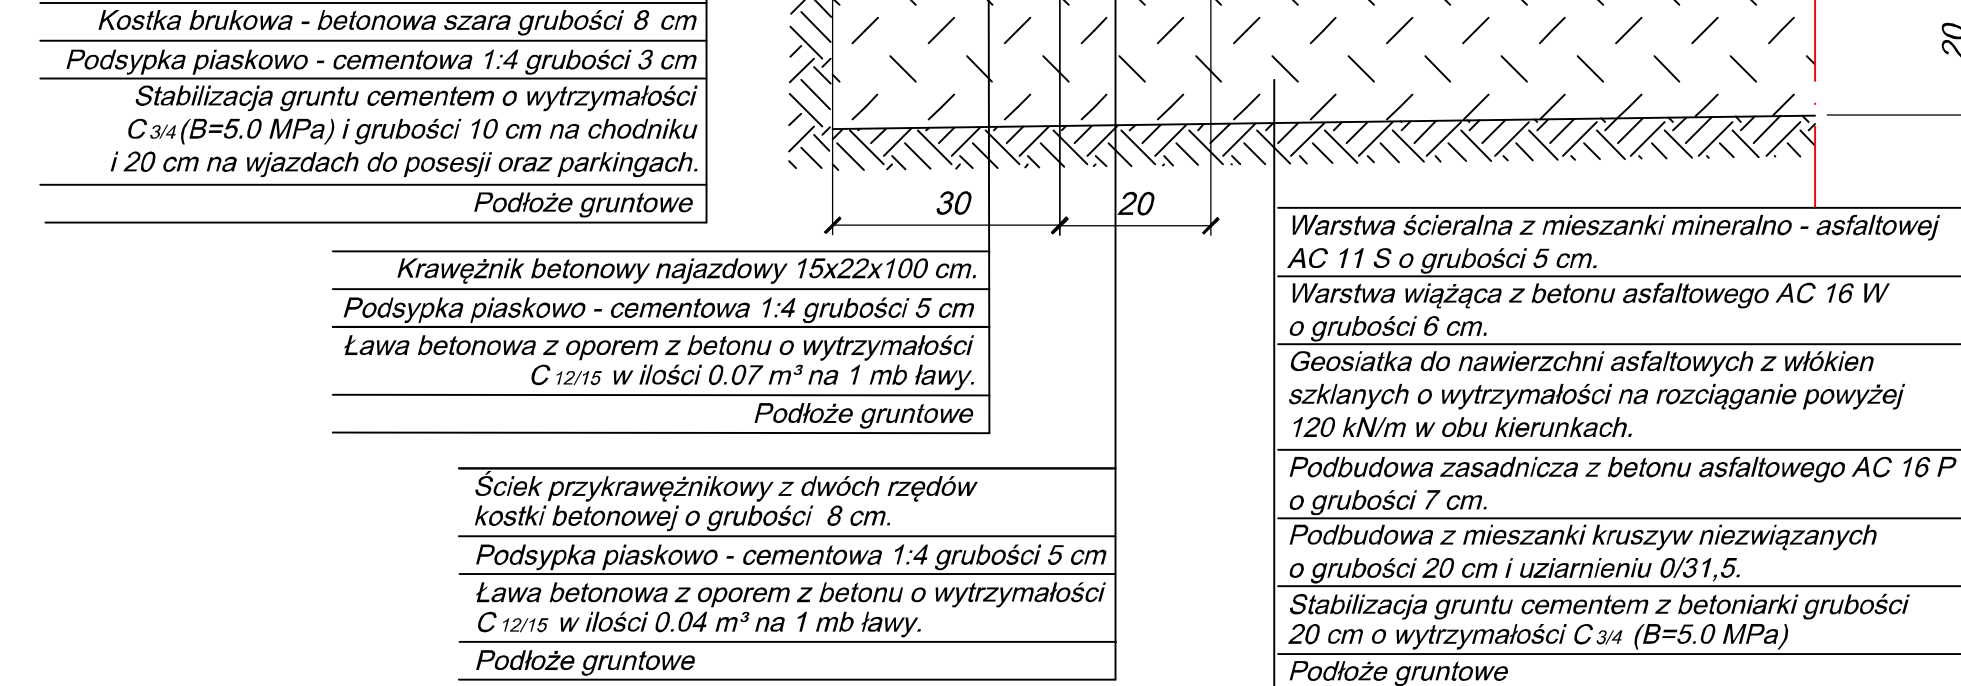 Kostka brukowa - betonowa szara grubości 8 cm
Podsypka piaskowo - cementowa 1:4 grubości 3 cm
Stabilizacja gruntu cementem o wytrzymałości
C 3/4 (B=5.0 MPa) i grubości 10 cm na chodniku
i 20 cm na wjazdach do posesji oraz parkingach.
Podłoże gruntowe
30
20
20
Krawężnik betonowy najazdowy 15x22x100 cm.
Podsypka piaskowo - cementowa 1:4 grubości 5 cm
Ława betonowa z oporem z betonu o wytrzymałości
C 12/15 w ilości 0.07 m³ na 1 mb ławy.
Podłoże gruntowe
Ściek przykrawężnikowy z dwóch rzędów
kostki betonowej o grubości 8 cm.
Podsypka piaskowo - cementowa 1:4 grubości 5 cm
Ława betonowa z oporem z betonu o wytrzymałości
C 12/15 w ilości 0.04 m³ na 1 mb ławy.
Podłoże gruntowe
Warstwa ścieralna z mieszanki mineralno - asfaltowej
AC 11 S o grubości 5 cm.
Warstwa wiążąca z betonu asfaltowego AC 16 W
o grubości 6 cm.
Geosiatka do nawierzchni asfaltowych z włókien
szklanych o wytrzymałości na rozciąganie powyżej
120 kN/m w obu kierunkach.
Podbudowa zasadnicza z betonu asfaltowego AC 16 P
o grubości 7 cm.
Podbudowa z mieszanki kruszyw niezwiązanych
o grubości 20 cm i uziarnieniu 0/31,5.
Stabilizacja gruntu cementem z betoniarki grubości
20 cm o wytrzymałości C 3/4 (B=5.0 MPa)
Podłoże gruntowe